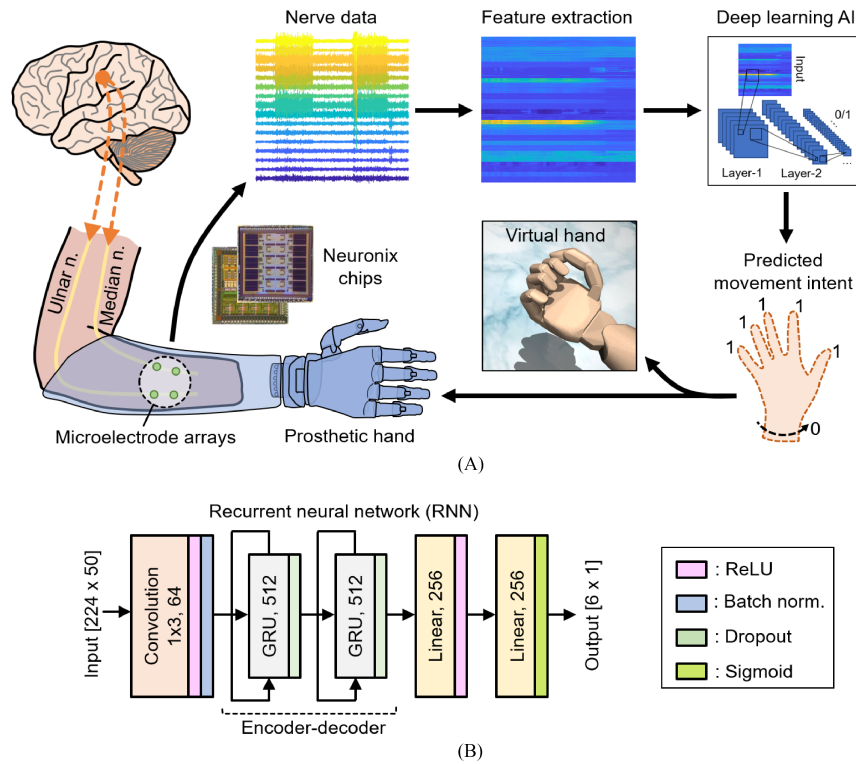 Nerve data
Feature extraction
Deep learning AI
Input
0/1
...
Layer-1
Layer-2
...
Neuronix
chips
Virtual hand
Predicted
movement intent
1
1
1
1
1
0
Ulnar n.
Median n.
Microelectrode arrays
Prosthetic hand
(A)
Recurrent neural network (RNN)
Input [224 x 50]
Convolution
1x3, 64
GRU, 512
GRU, 512
Linear, 256
Linear, 256
Output [6 x 1]
Encoder-decoder
: ReLU
: Batch norm.
: Dropout
: Sigmoid
(B)